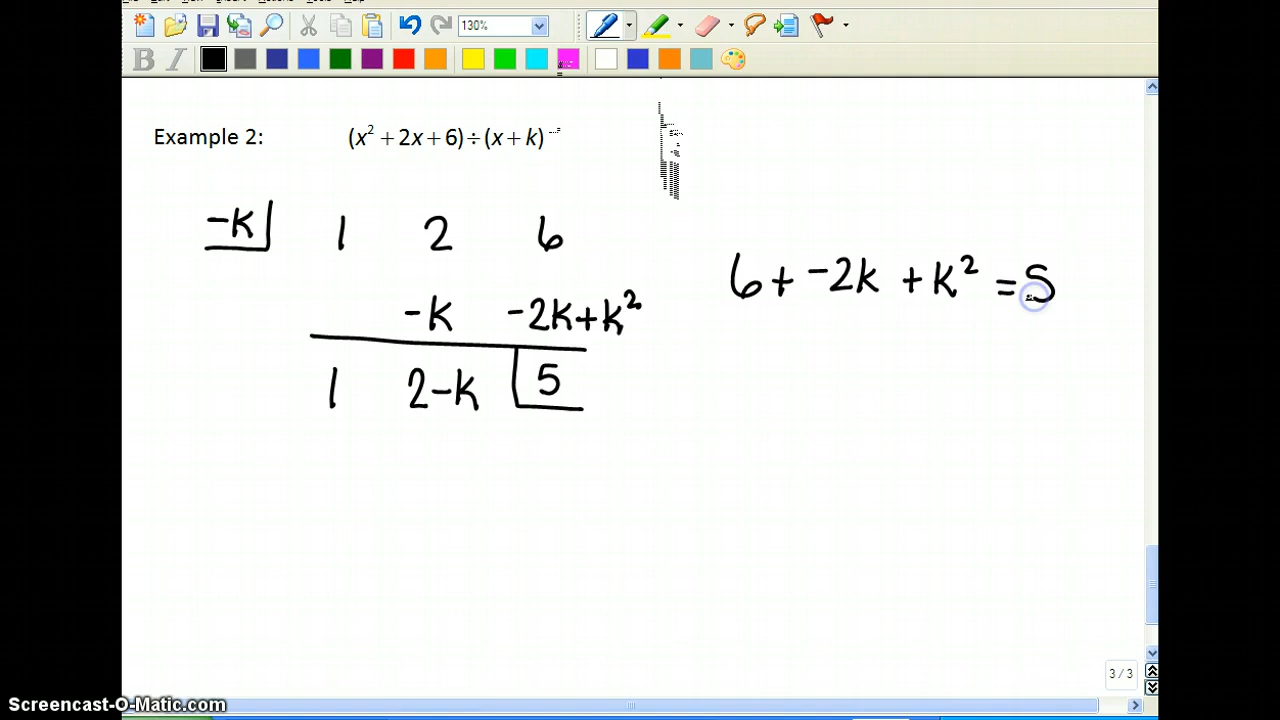 130%
B I
Example 2: (x² + 2x + 6) ÷ (x + k)
-k 1 2 6
6 + -2k + k² = 5
-k -2k+k²
1 2-k 5
3 / 3
Screencast-O-Matic.com